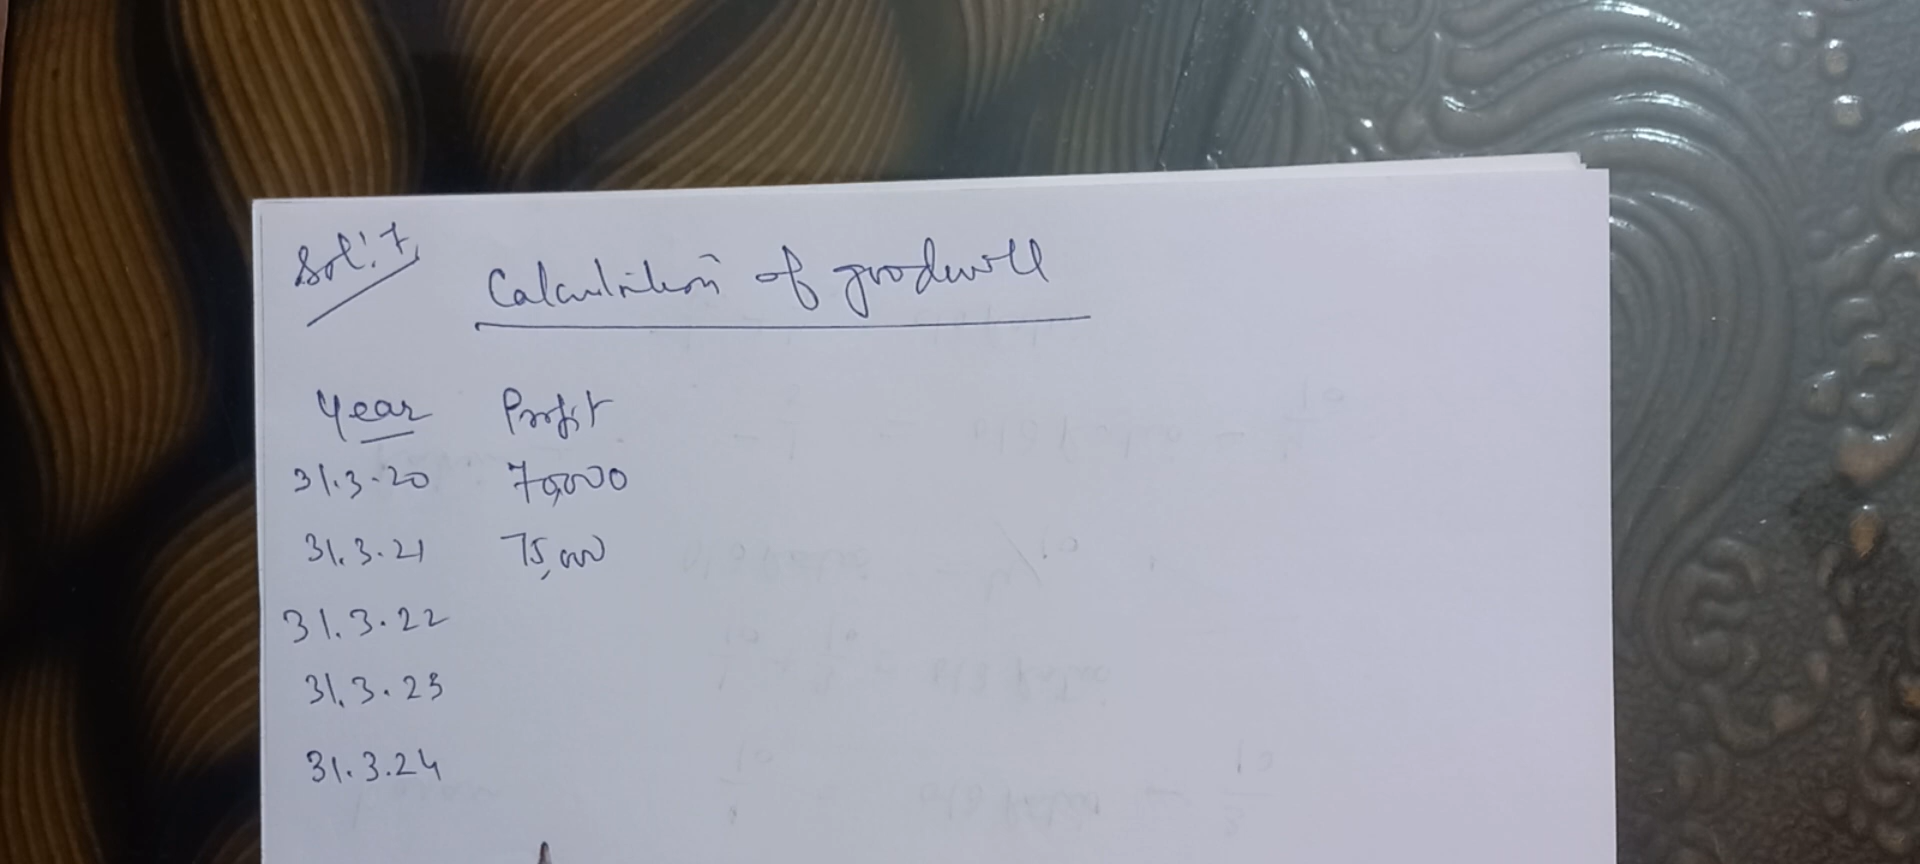 Sol:7
Calculation of goodwill
Year Profit
31.3.20 70,000
31.3.21 75,000
31.3.22
31.3.23
31.3.24